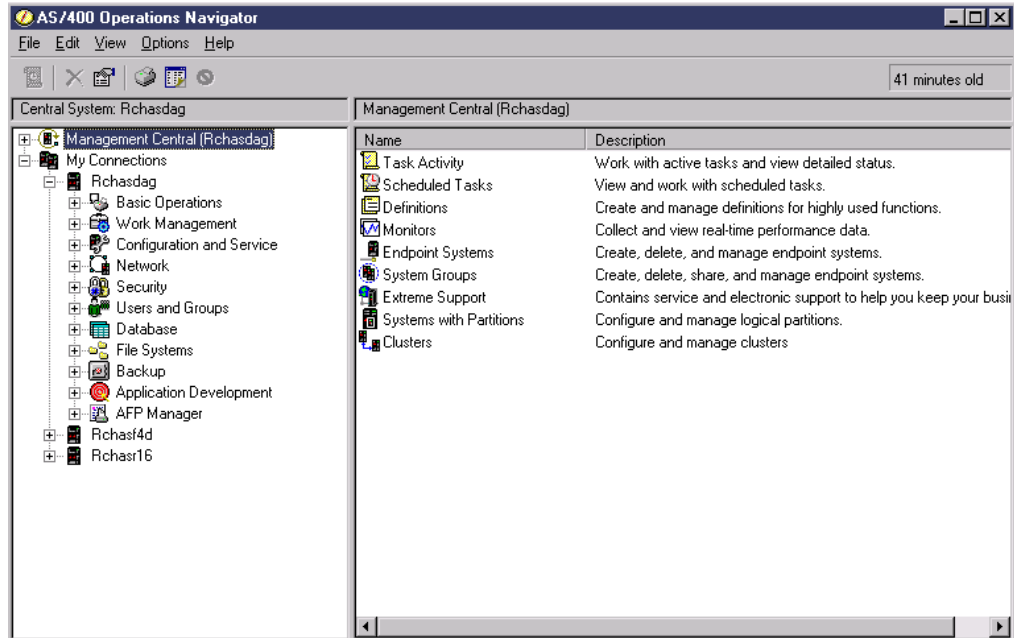 AS/400 Operations Navigator
File Edit View Options Help
41 minutes old
Central System: Rchasdag
Management Central (Rchasdag)
Management Central (Rchasdag)
My Connections
Rchasdag
Basic Operations
Work Management
Configuration and Service
Network
Security
Users and Groups
Database
File Systems
Backup
Application Development
AFP Manager
Rchasf4d
Rchasr16
Name Description
Task Activity Work with active tasks and view detailed status.
Scheduled Tasks View and work with scheduled tasks.
Definitions Create and manage definitions for highly used functions.
Monitors Collect and view real-time performance data.
Endpoint Systems Create, delete, and manage endpoint systems.
System Groups Create, delete, share, and manage endpoint systems.
Extreme Support Contains service and electronic support to help you keep your busi
Systems with Partitions Configure and manage logical partitions.
Clusters Configure and manage clusters